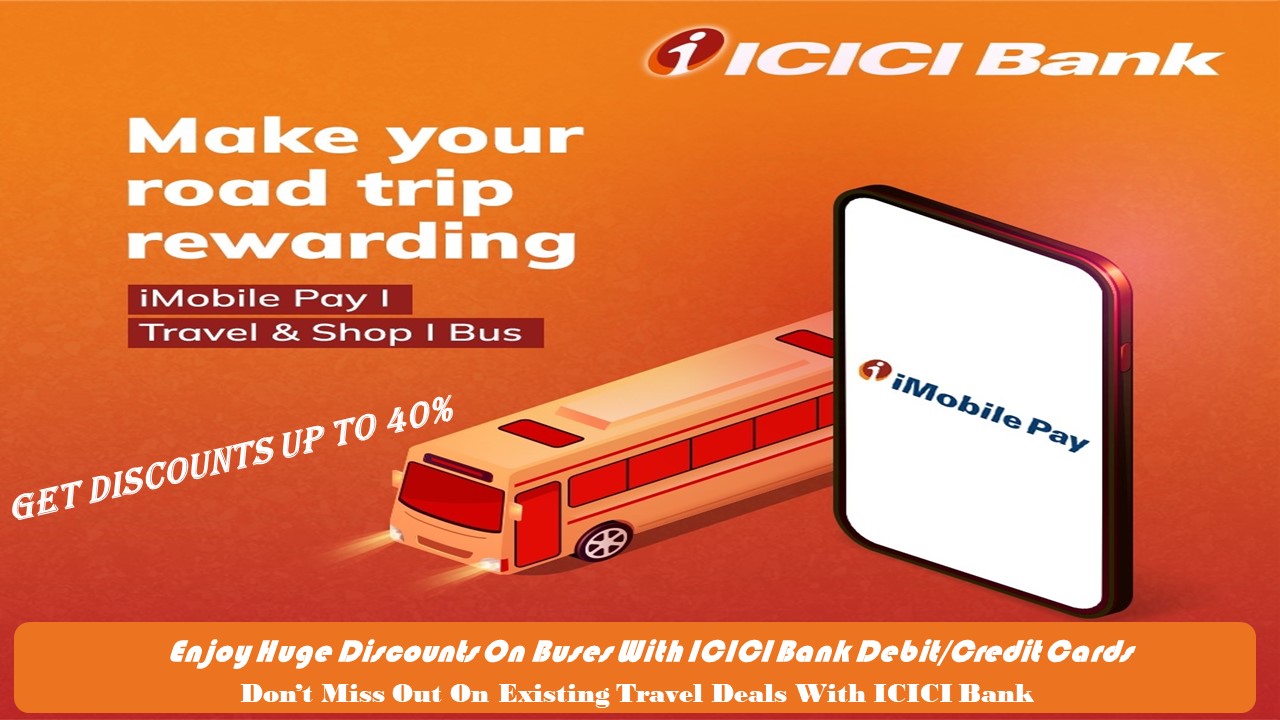 ICICI Bank
Make your
road trip
rewarding
iMobile Pay I
Travel & Shop I Bus
GET DISCOUNTS UP TO 40%
iMobile Pay
Enjoy Huge Discounts On Buses With ICICI Bank Debit/Credit Cards
Don't Miss Out On Existing Travel Deals With ICICI Bank